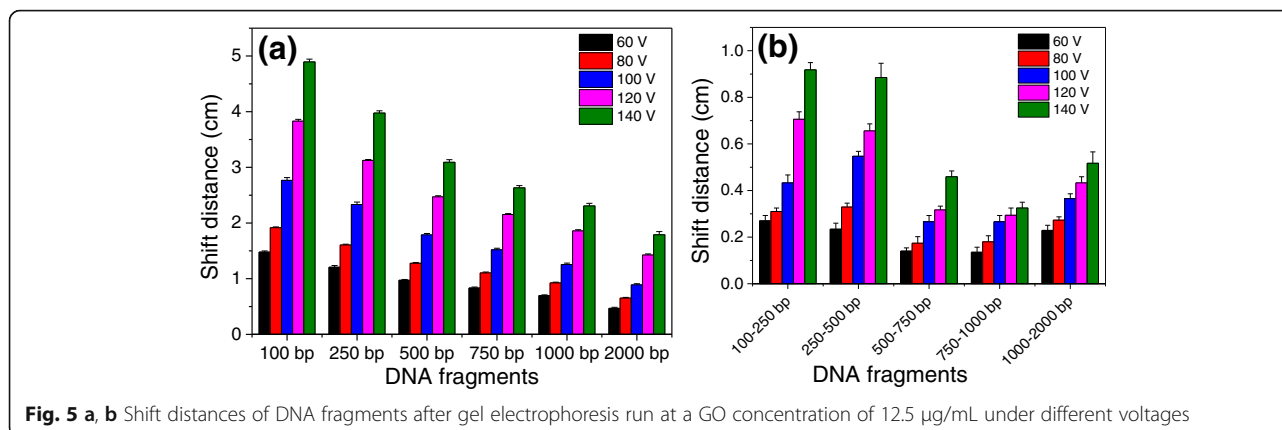 (a)
60 V
80 V
100 V
120 V
140 V
Shift distance (cm)
5
4
3
2
1
0
100 bp
250 bp
500 bp
750 bp
1000 bp
2000 bp
DNA fragments
(b)
60 V
80 V
100 V
120 V
140 V
Shift distance (cm)
1.0
0.8
0.6
0.4
0.2
0.0
100-250 bp
250-500 bp
500-750 bp
750-1000 bp
1000-2000 bp
DNA fragments
Fig. 5 a, b Shift distances of DNA fragments after gel electrophoresis run at a GO concentration of 12.5 μg/mL under different voltages